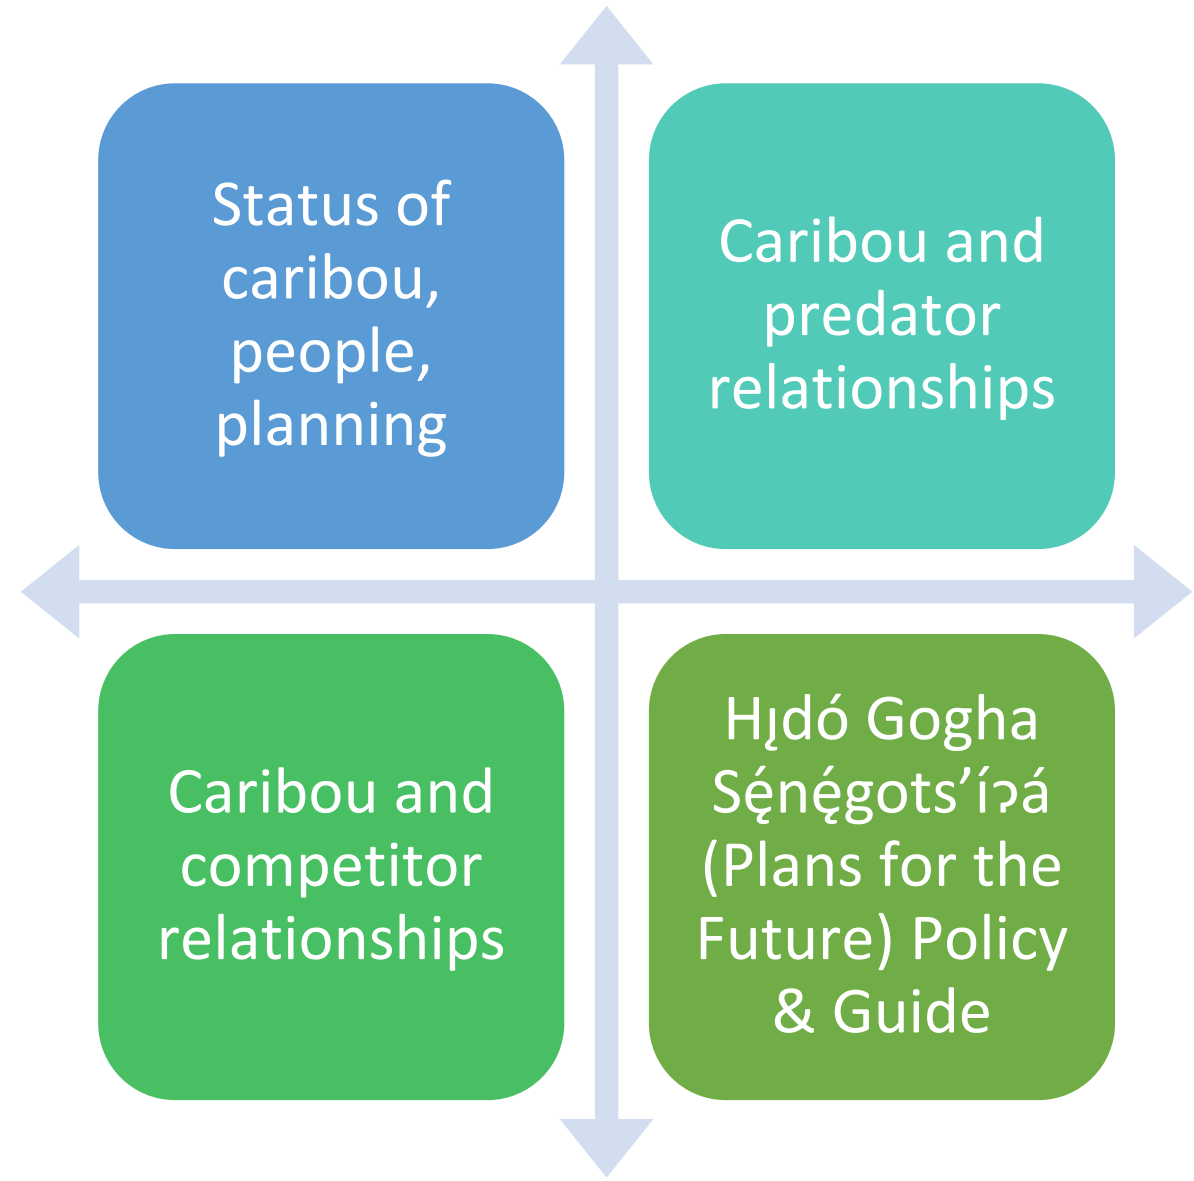 Status of
caribou,
people,
planning
Caribou and
predator
relationships
Caribou and
competitor
relationships
Hı̨dó Gogha
Sę́nę́gots’íɂá
(Plans for the
Future) Policy
& Guide